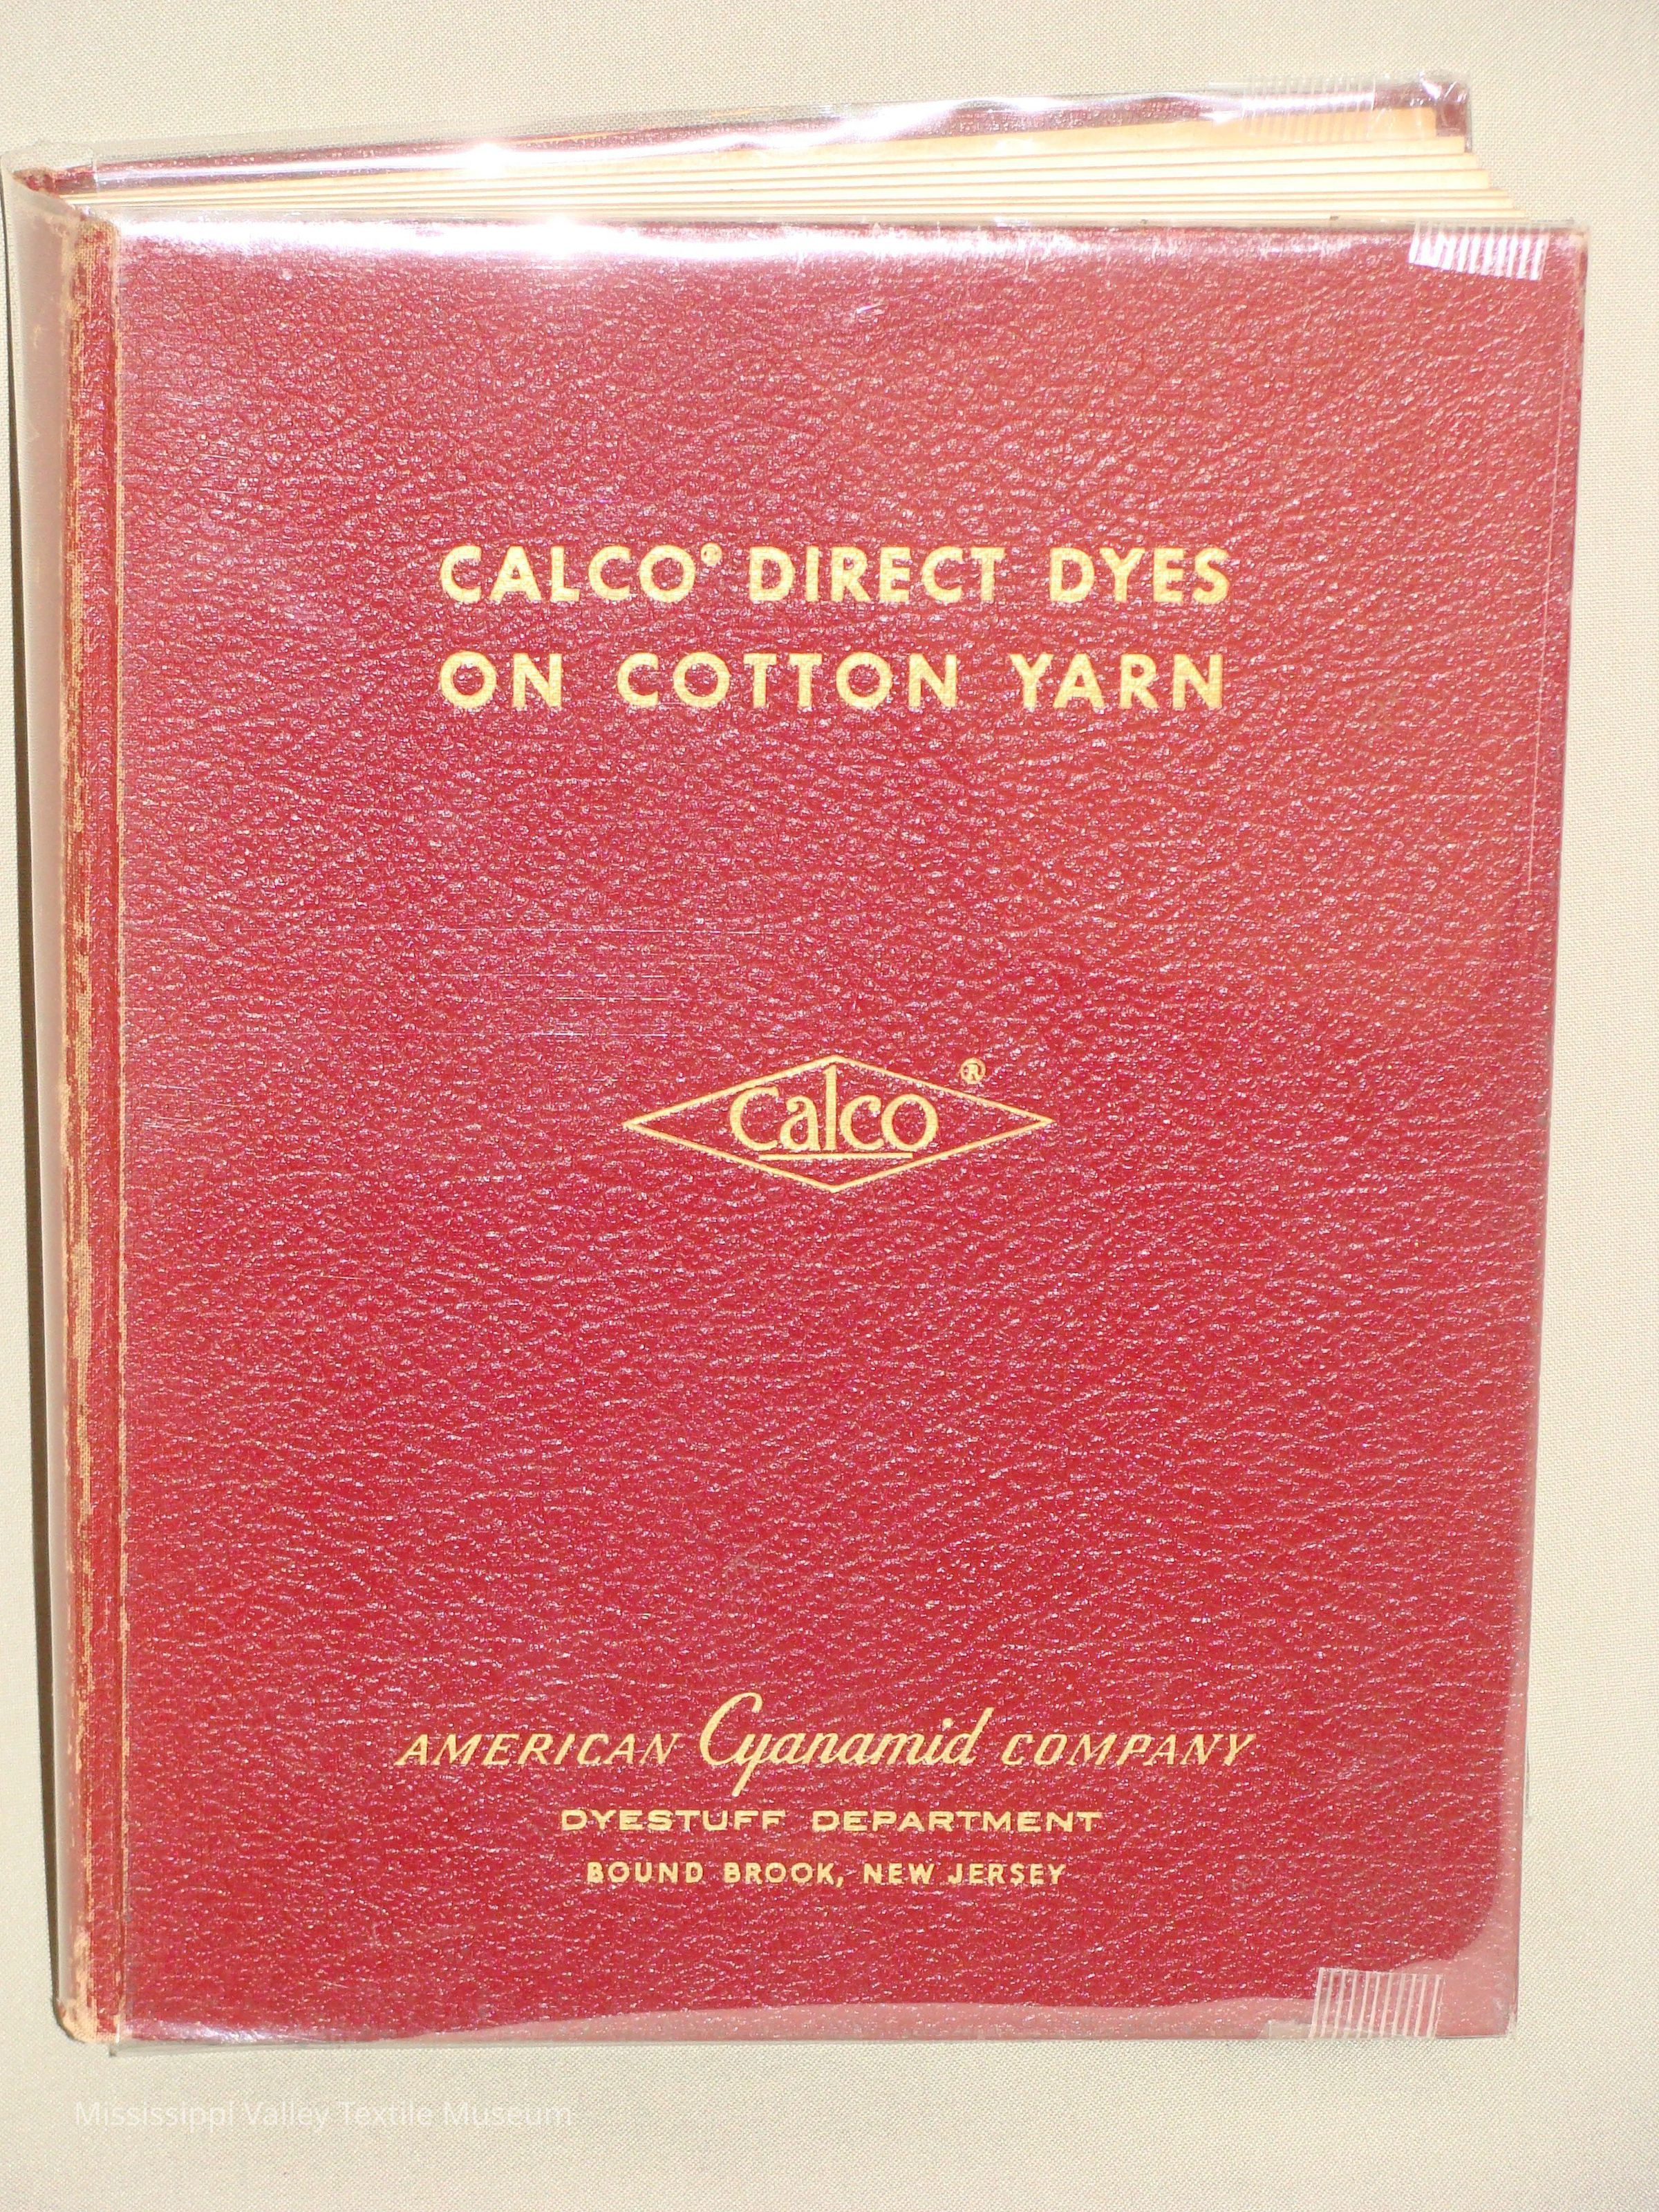 CALCO® DIRECT DYES
ON COTTON YARN
Calco®
AMERICAN Cyanamid COMPANY
DYESTUFF DEPARTMENT
BOUND BROOK, NEW JERSEY
Mississippi Valley Textile Museum